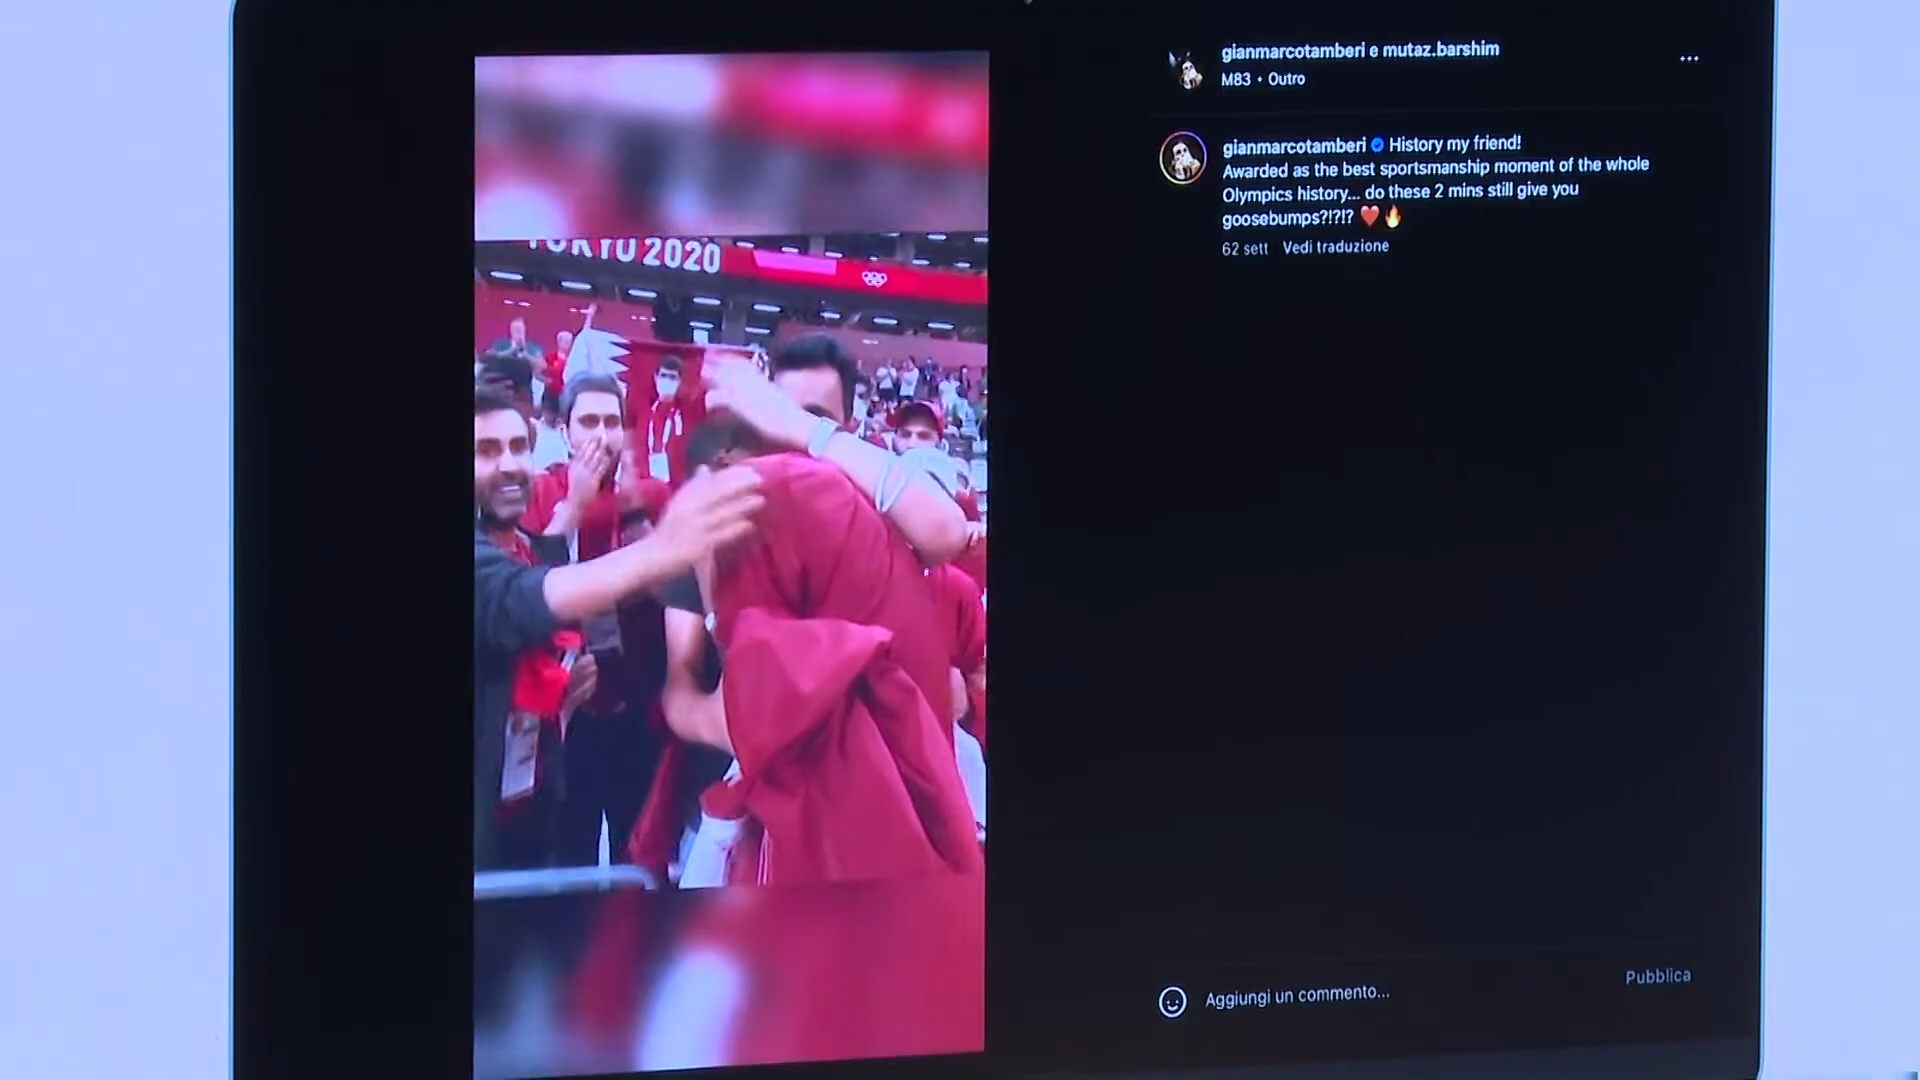 gianmarcotamberi e mutaz.barshim
M83 • Outro
gianmarcotamberi History my friend!
Awarded as the best sportsmanship moment of the whole
Olympics history... do these 2 mins still give you
goosebumps?!?!? ❤️🔥
62 sett Vedi traduzione
TOKYO 2020
Aggiungi un commento...
Pubblica